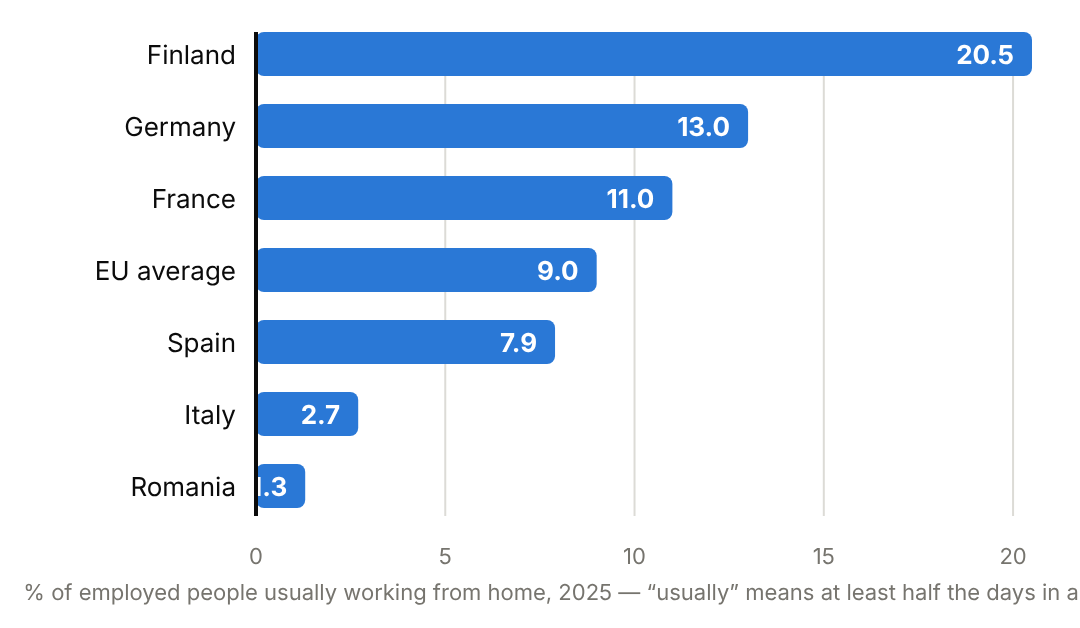 Finland 20.5
Germany 13.0
France 11.0
EU average 9.0
Spain 7.9
Italy 2.7
Romania 1.3
0 5 10 15 20
% of employed people usually working from home, 2025 — “usually” means at least half the days in a